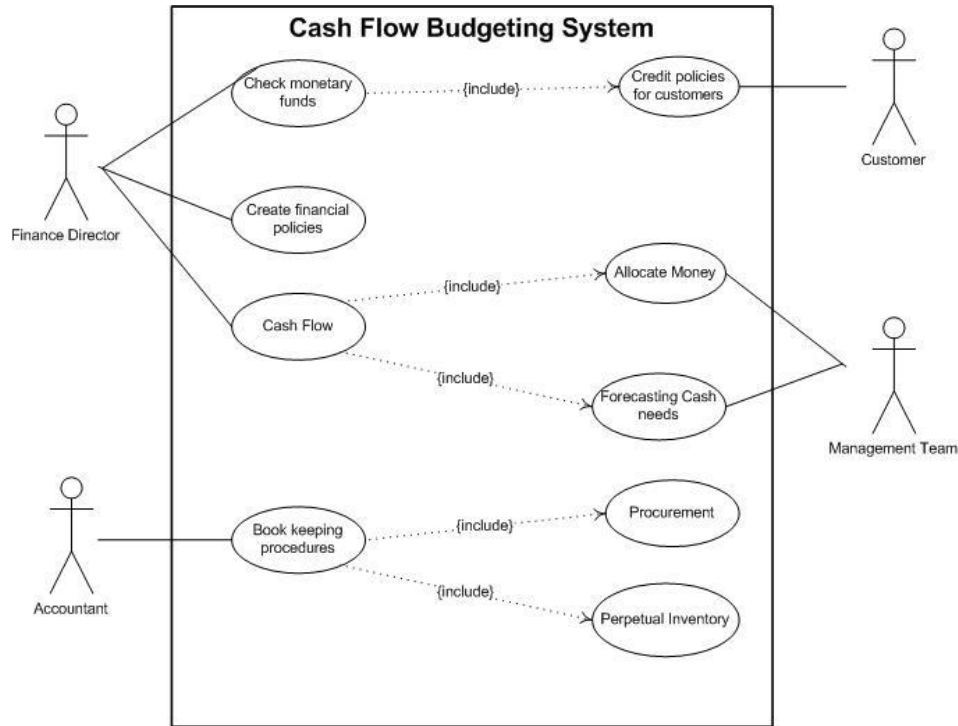 Cash Flow Budgeting System
Check monetary
funds
{include}
Credit policies
for customers
Customer
Finance Director
Create financial
policies
{include}
Allocate Money
Cash Flow
{include}
Forecasting Cash
needs
Management Team
Book keeping
procedures
{include}
Procurement
Accountant
{include}
Perpetual Inventory